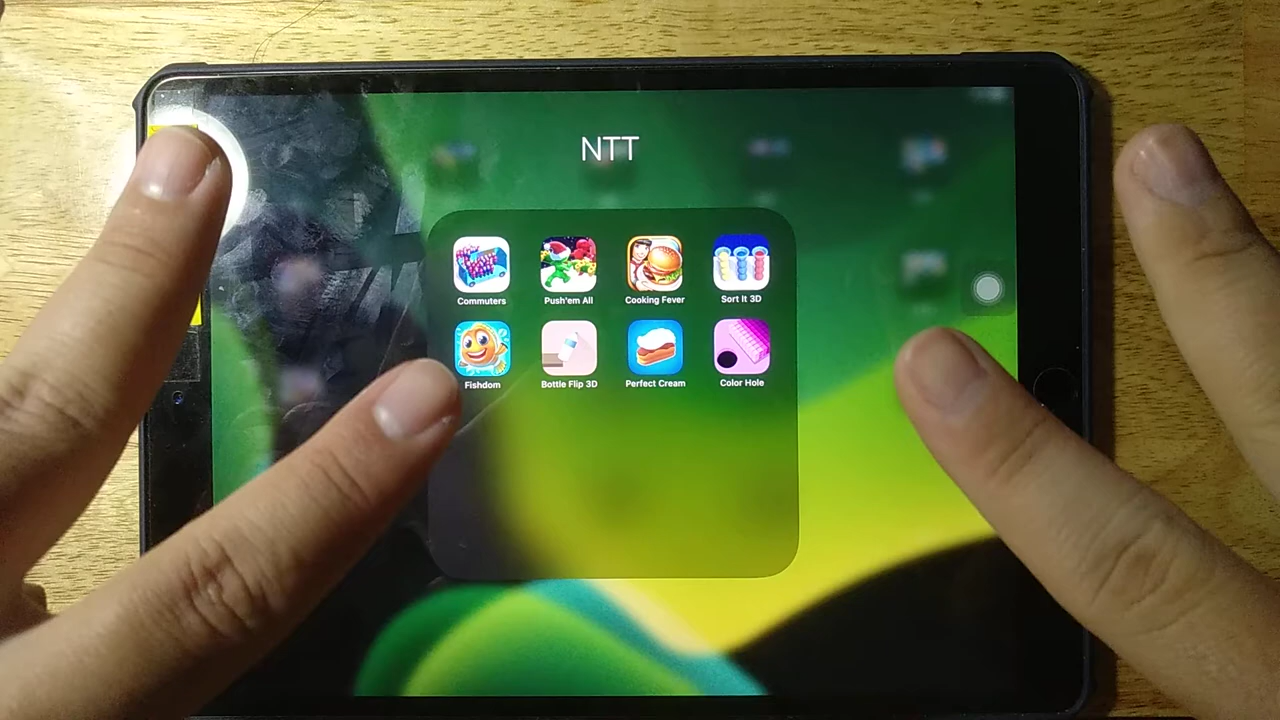 NTT
Commuters
Push'em All
Cooking Fever
Sort It 3D
Fishdom
Bottle Flip 3D
Perfect Cream
Color Hole